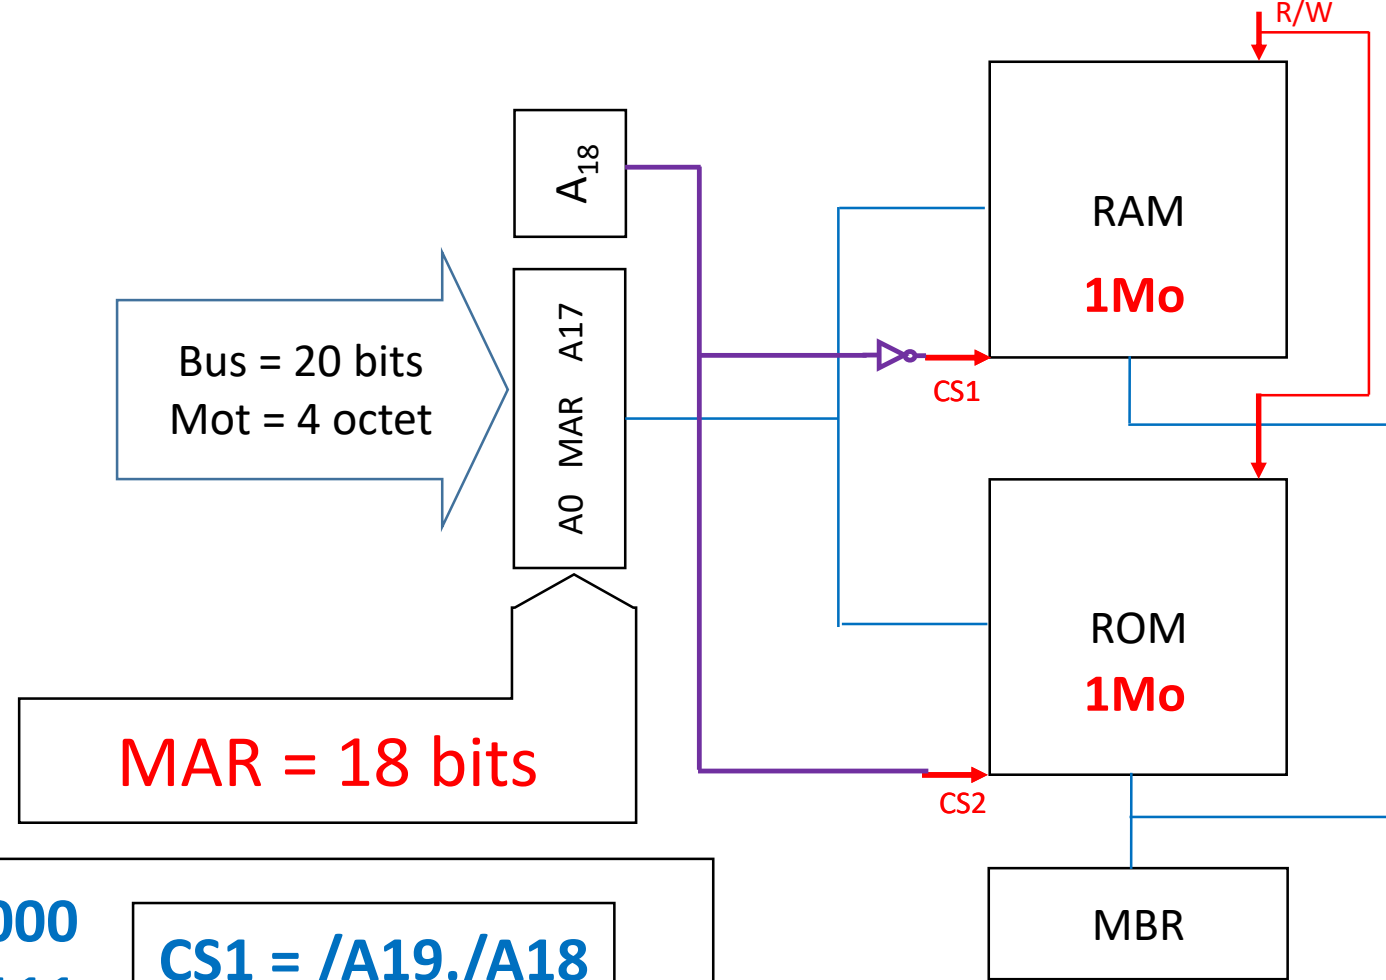 R/W
A18
RAM
1Mo
A0 MAR A17
Bus = 20 bits
Mot = 4 octet
CS1
ROM
1Mo
MAR = 18 bits
CS2
000
MBR
CS1 = /A19./A18